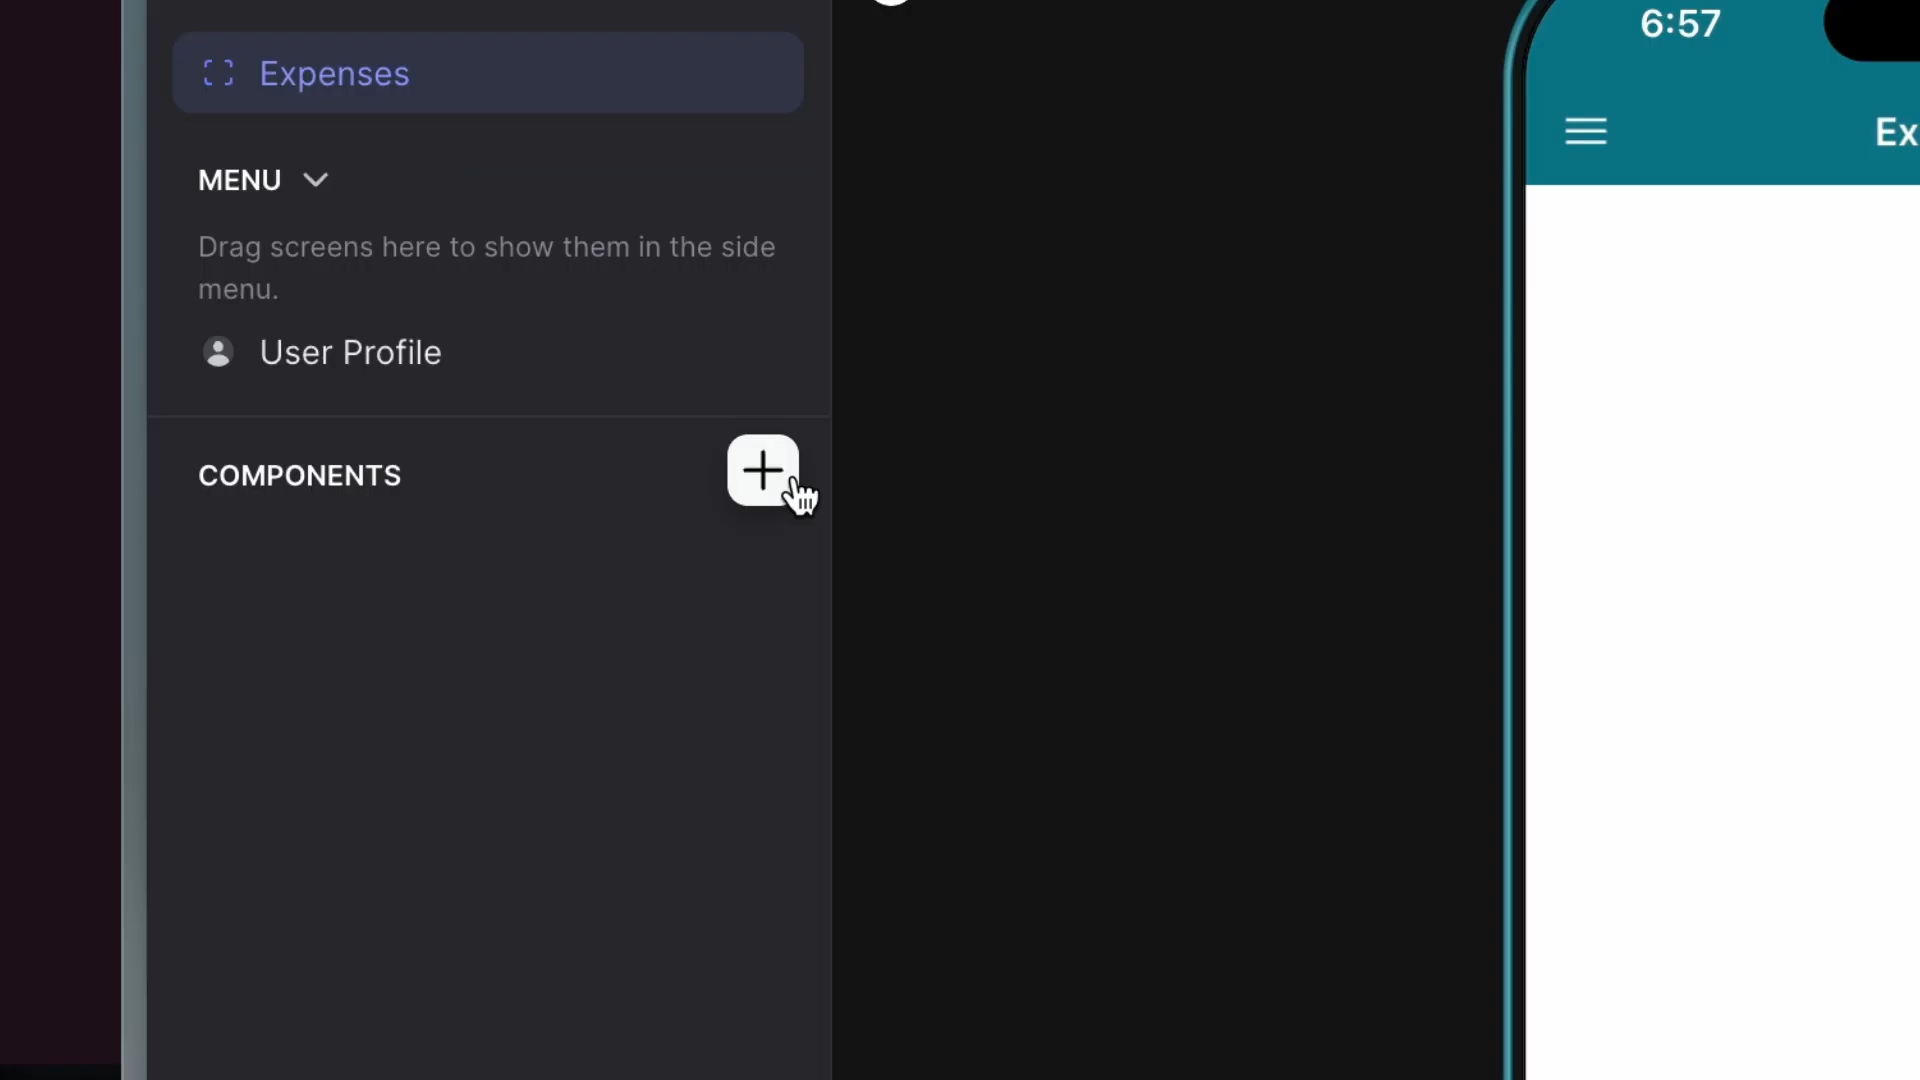 Expenses
MENU
Drag screens here to show them in the side
menu.
User Profile
COMPONENTS
6:57
Ex